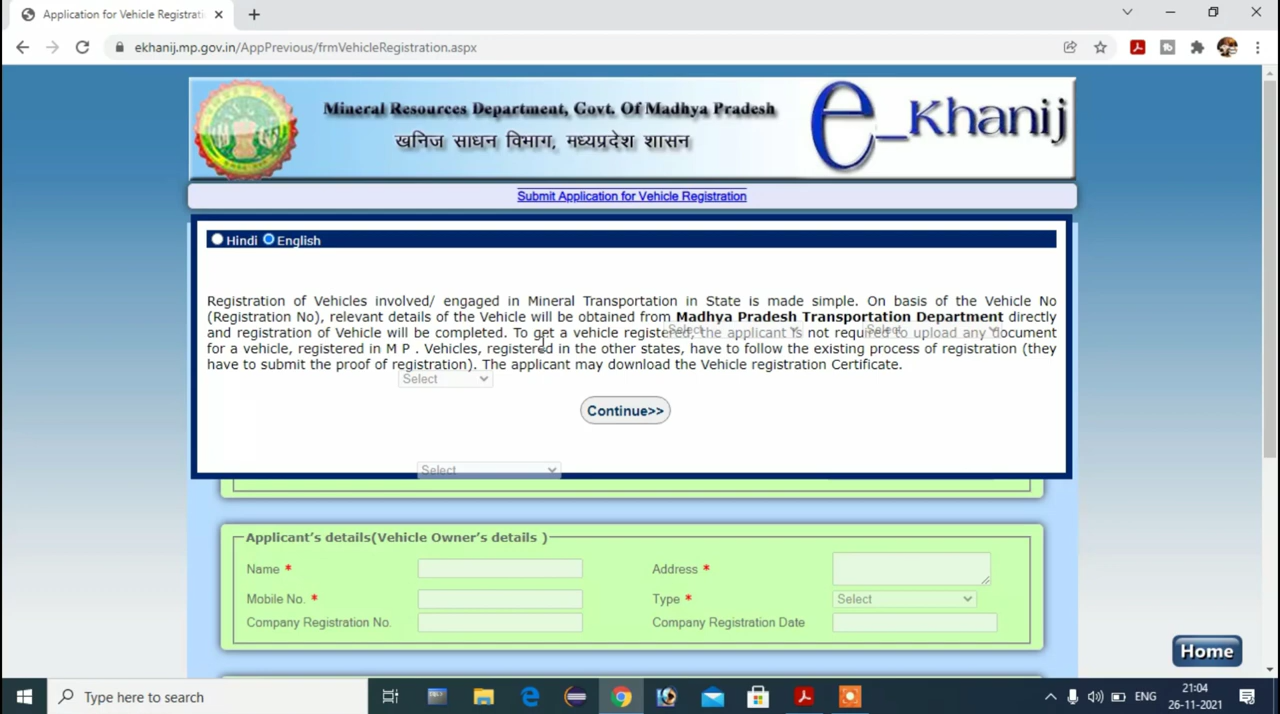 Application for Vehicle Registrati
ekhanij.mp.gov.in/AppPrevious/frmVehicleRegistration.aspx
Mineral Resources Department, Govt. Of Madhya Pradesh
खनिज साधन विभाग, मध्यप्रदेश शासन
e_Khanij
Submit Application for Vehicle Registration
Hindi English
Registration of Vehicles involved/ engaged in Mineral Transportation in State is made simple. On basis of the Vehicle No
(Registration No), relevant details of the Vehicle will be obtained from Madhya Pradesh Transportation Department directly
and registration of Vehicle will be completed. To get a vehicle registered, the applicant is not required to upload any document
for a vehicle, registered in M P . Vehicles, registered in the other states, have to follow the existing process of registration (they
have to submit the proof of registration). The applicant may download the Vehicle registration Certificate.
Select Select
Select
Continue>>
Select
Applicant's details(Vehicle Owner's details )
Name * Address *
Mobile No. * Type * Select
Company Registration No. Company Registration Date
Home
Type here to search
ENG
21:04
26-11-2021